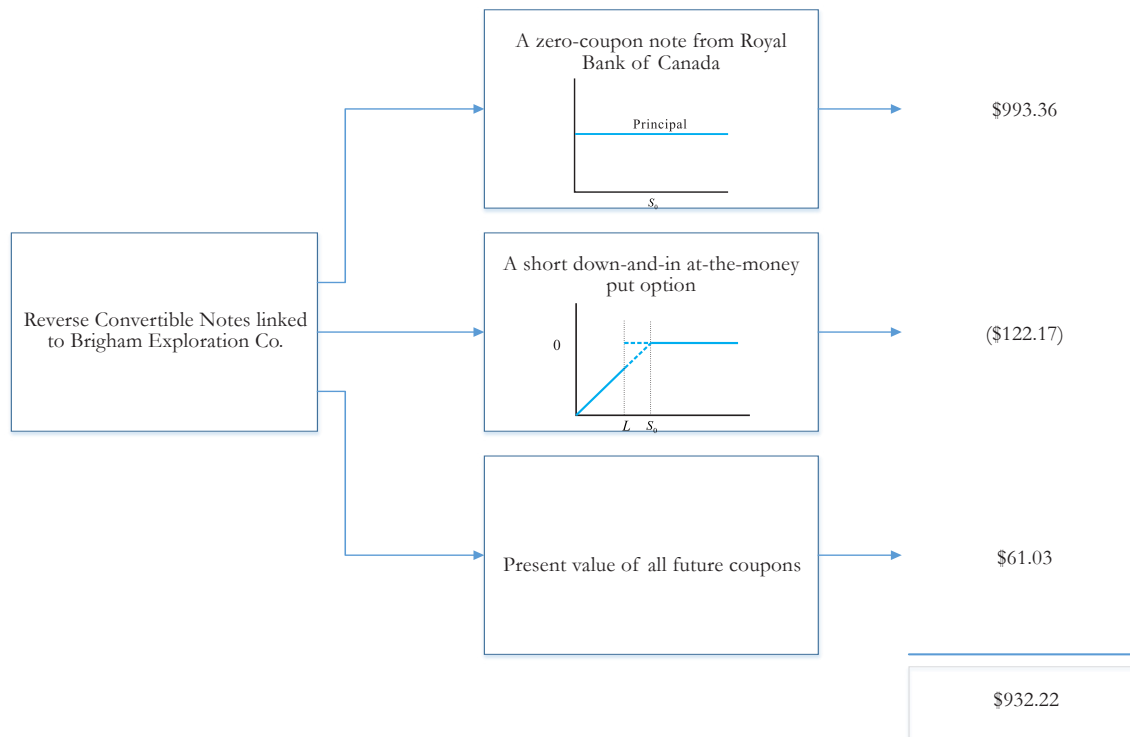 A zero-coupon note from Royal
Bank of Canada
Principal
S₀
$993.36
Reverse Convertible Notes linked
to Brigham Exploration Co.
A short down-and-in at-the-money
put option
0
L S₀
($122.17)
Present value of all future coupons
$61.03
$932.22